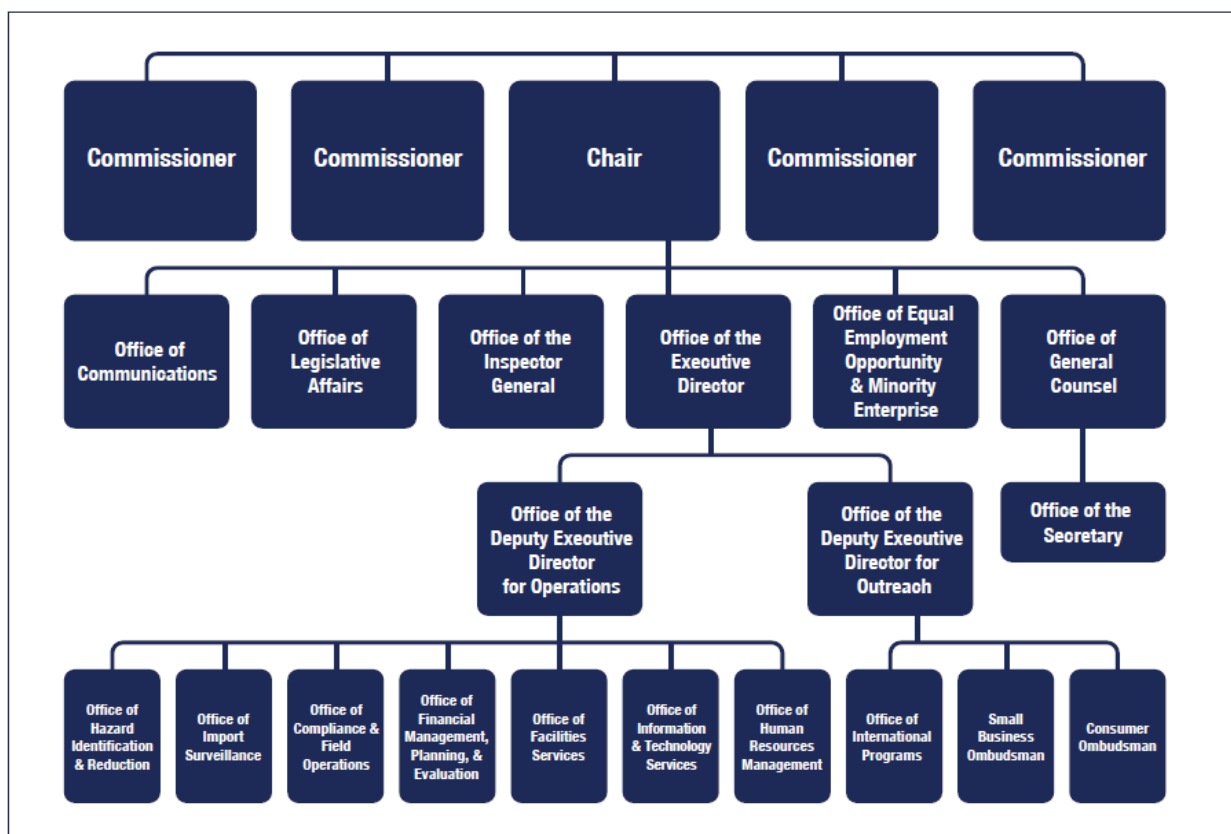 Commissioner
Commissioner
Chair
Commissioner
Commissioner
Office of
Communications
Office of
Legislative
Affairs
Office of the
Inspector
General
Office of the
Executive
Director
Office of Equal
Employment
Opportunity
& Minority
Enterprise
Office of
General
Counsel
Office of the
Deputy Executive
Director
for Operations
Office of the
Deputy Executive
Director for
Outreach
Office of the
Secretary
Office of
Hazard
Identification
& Reduction
Office of
Import
Surveillance
Office of
Compliance &
Field
Operations
Office of
Financial
Management,
Planning, &
Evaluation
Office of
Facilities
Services
Office of
Information
& Technology
Services
Office of
Human
Resources
Management
Office of
International
Programs
Small
Business
Ombudsman
Consumer
Ombudsman